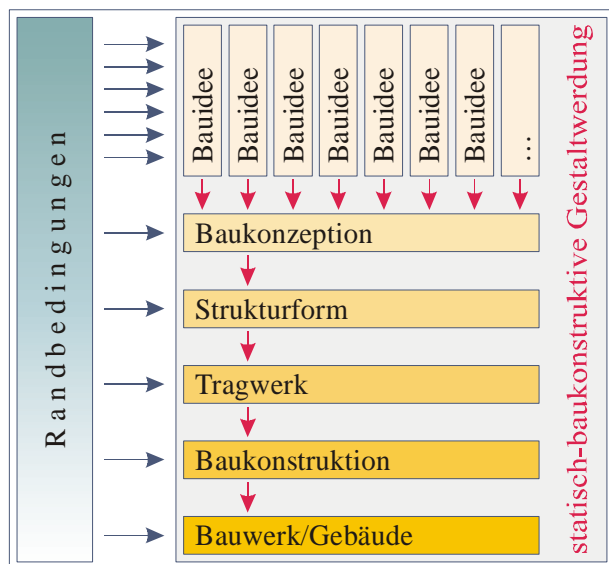 Randbedingungen
Bauidee
Bauidee
Bauidee
Bauidee
Bauidee
Bauidee
Bauidee
...
Baukonzeption
Strukturform
Tragwerk
Baukonstruktion
Bauwerk/Gebäude
statisch-baukonstruktive Gestaltwerdung